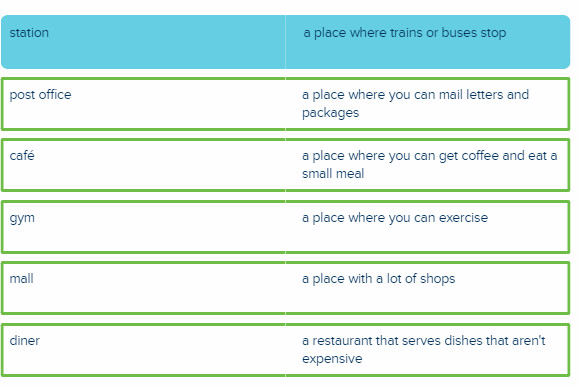 station
a place where trains or buses stop
post office
a place where you can mail letters and
packages
café
a place where you can get coffee and eat a
small meal
gym
a place where you can exercise
mall
a place with a lot of shops
diner
a restaurant that serves dishes that aren't
expensive